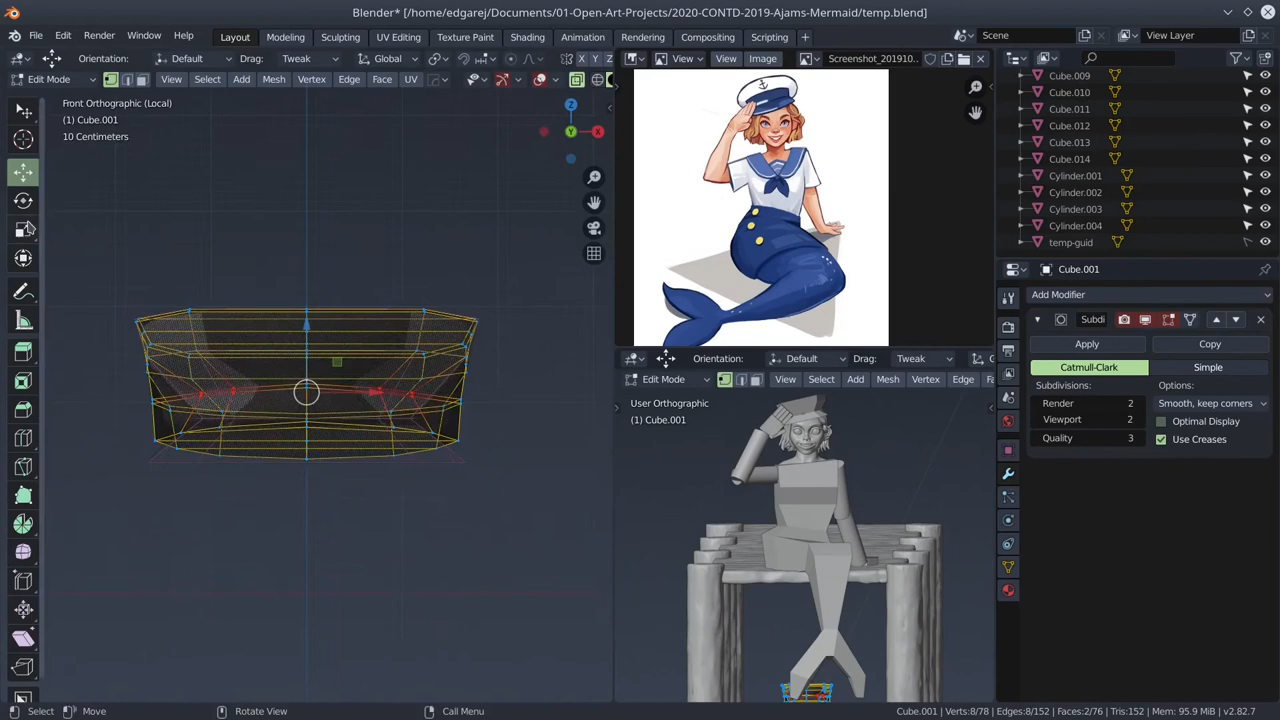 Blender* [/home/edgarej/Documents/01-Open-Art-Projects/2020-CONTD-2019-Ajams-Mermaid/temp.blend]
File Edit Render Window Help Layout Modeling Sculpting UV Editing Texture Paint Shading Animation Rendering Compositing Scripting + Scene View Layer
Orientation: Default Drag: Tweak Global X Y
Edit Mode View Select Add Mesh Vertex Edge Face UV
Front Orthographic (Local)
(1) Cube.001
10 Centimeters
Z
Y
X
View View Image Screenshot_201910..
Orientation: Default Drag: Tweak
Edit Mode View Select Add Mesh Vertex Edge Fa
User Orthographic
(1) Cube.001
Cube.009
Cube.010
Cube.011
Cube.012
Cube.013
Cube.014
Cylinder.001
Cylinder.002
Cylinder.003
Cylinder.004
temp-guid
Cube.001
Add Modifier
Subdi
Apply Copy
Catmull-Clark Simple
Subdivisions: Options:
Render 2 Smooth, keep corners
Viewport 2 Optimal Display
Quality 3 Use Creases
Select Move Rotate View Call Menu Cube.001 | Verts:8/78 | Edges:8/152 | Faces:2/76 | Tris:152 | Mem: 95.9 MiB | v2.82.7